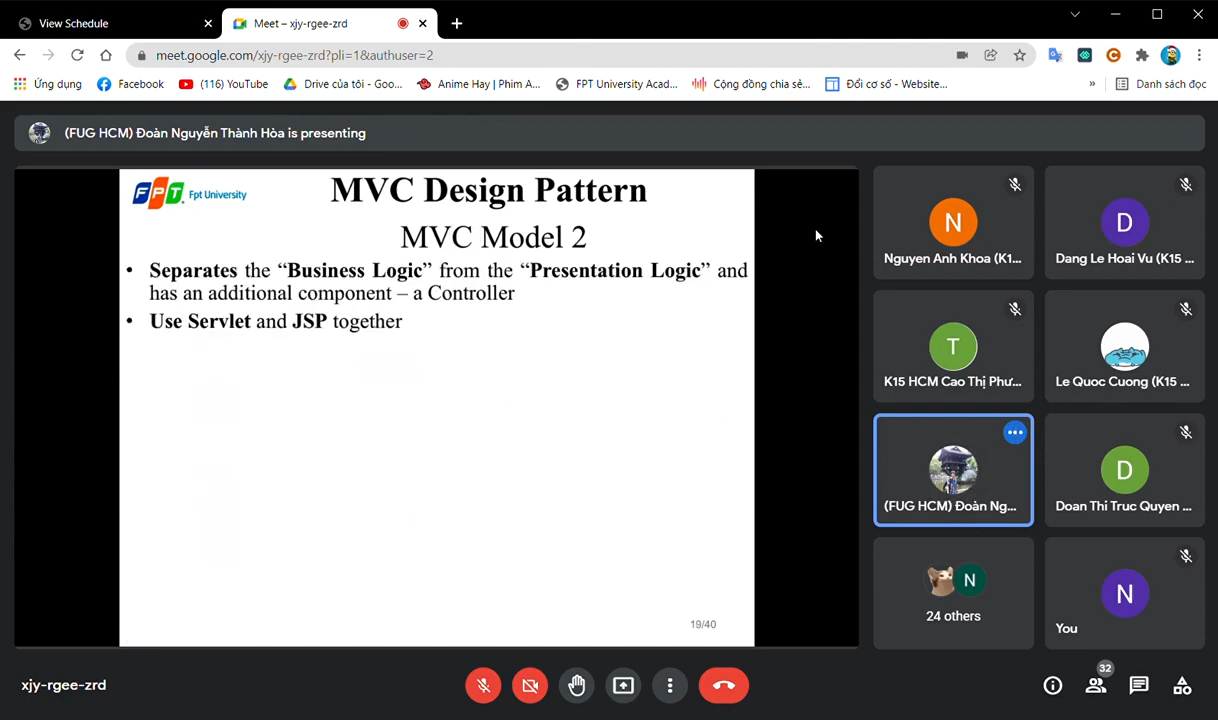 View Schedule
Meet – xjy-rgee-zrd
meet.google.com/xjy-rgee-zrd?pli=1&authuser=2
Ứng dụng
Facebook
(116) YouTube
Drive của tôi - Goo...
Anime Hay | Phim A...
FPT University Acad...
Cộng đồng chia sẻ...
Đổi cơ số - Website...
»
Danh sách đọc
(FUG HCM) Đoàn Nguyễn Thành Hòa is presenting
FPT Fpt University
MVC Design Pattern
MVC Model 2
• Separates the “Business Logic” from the “Presentation Logic” and
has an additional component – a Controller
• Use Servlet and JSP together
19/40
N
Nguyen Anh Khoa (K1...
D
Dang Le Hoai Vu (K15 ...
T
K15 HCM Cao Thị Phư...
Le Quoc Cuong (K15 ...
(FUG HCM) Đoàn Ng...
D
Doan Thi Truc Quyen ...
N
24 others
N
You
xjy-rgee-zrd
32